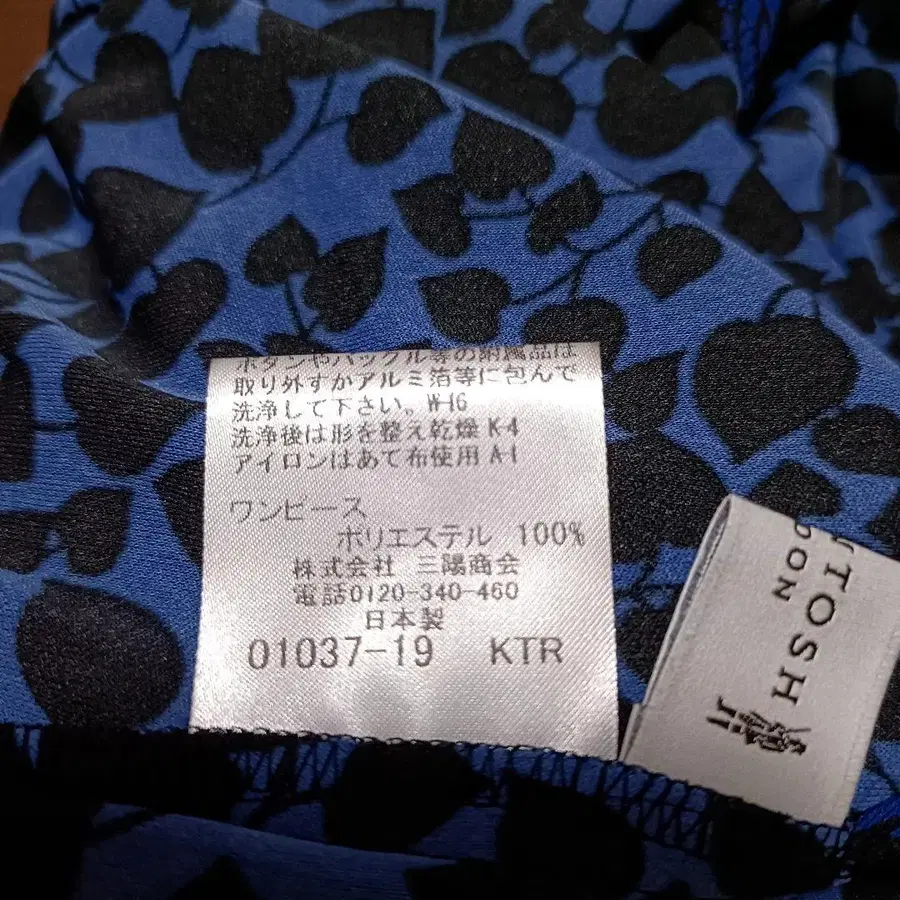 ボタンやバックル等の附属品は
取り外すかアルミ箔等に包んで
洗浄して下さい。W-16
洗浄後は形を整え乾燥 K-4
アイロンはあて布使用 A-1
ワンピース
ポリエステル 100%
株式会社 三陽商会
電話0120-340-460
日本製
01037-19 KTR
TOSH
DON